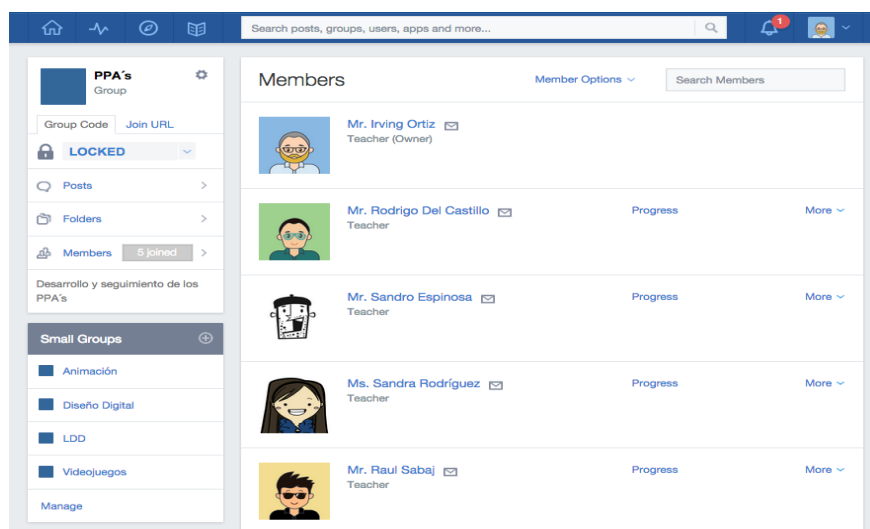 Search posts, groups, users, apps and more...
1
PPA´s
Group
Group Code Join URL
LOCKED
Posts
Folders
Members 5 joined
Desarrollo y seguimiento de los
PPA´s
Small Groups
Animación
Diseño Digital
LDD
Videojuegos
Manage
Members Member Options Search Members
Mr. Irving Ortiz
Teacher (Owner)
Mr. Rodrigo Del Castillo Progress More
Teacher
Mr. Sandro Espinosa Progress More
Teacher
Ms. Sandra Rodríguez Progress More
Teacher
Mr. Raul Sabaj Progress More
Teacher